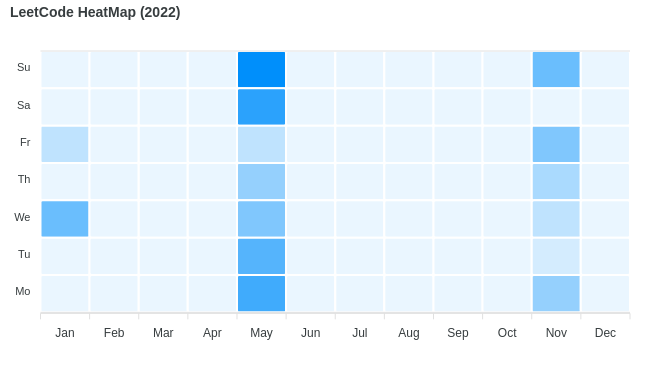 LeetCode HeatMap (2022)
Su
Sa
Fr
Th
We
Tu
Mo
Jan Feb Mar Apr May Jun Jul Aug Sep Oct Nov Dec